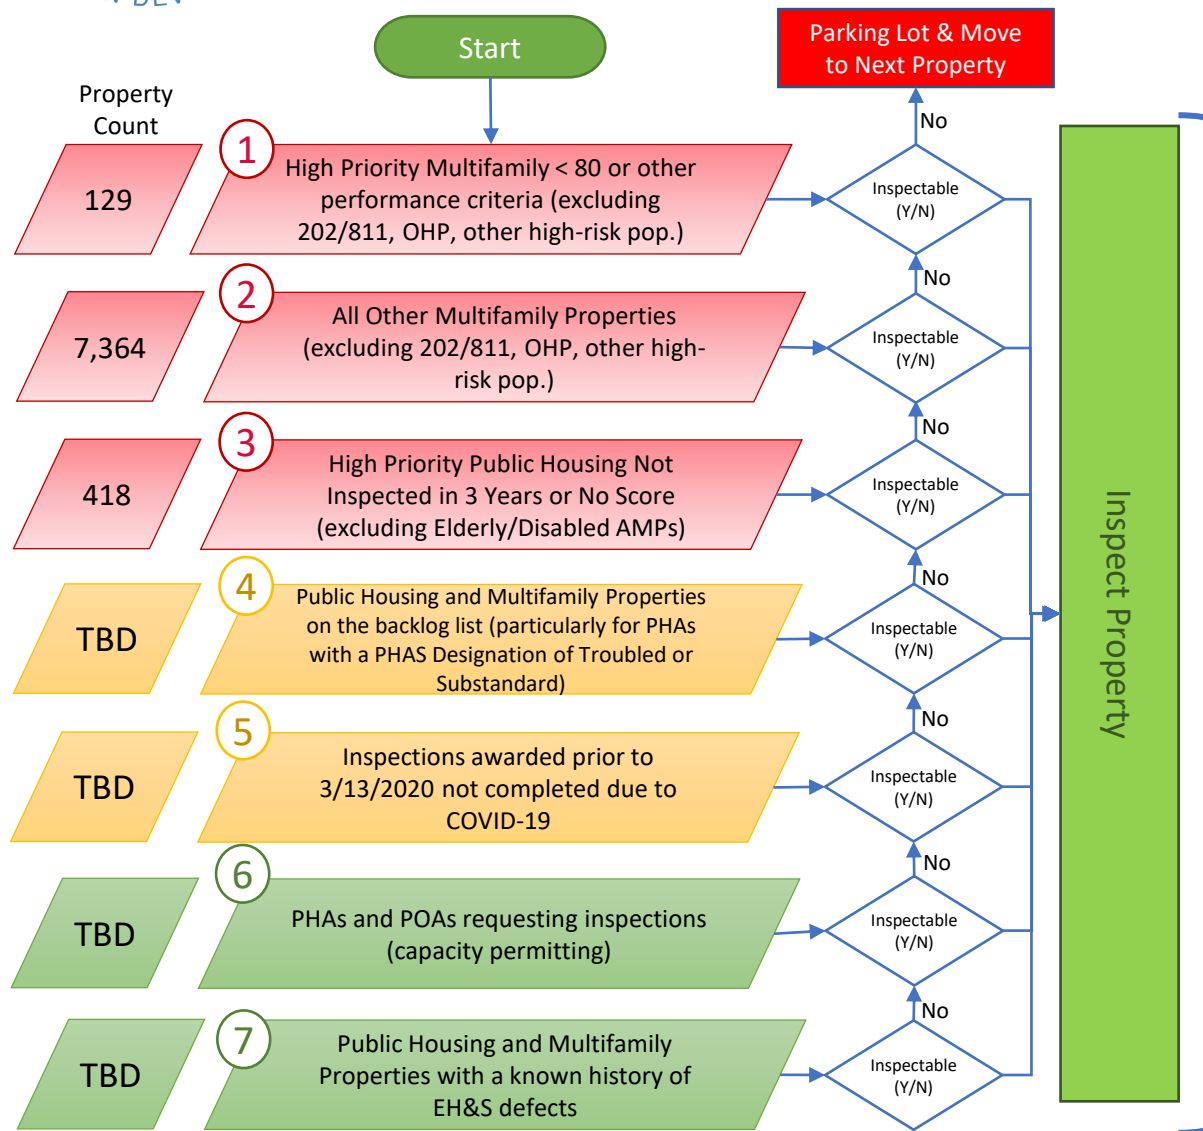 Start
Parking Lot & Move
to Next Property
Property
Count
No
129
1
High Priority Multifamily < 80 or other
performance criteria (excluding
202/811, OHP, other high-risk pop.)
Inspectable
(Y/N)
No
7,364
2
All Other Multifamily Properties
(excluding 202/811, OHP, other high-
risk pop.)
Inspectable
(Y/N)
No
418
3
High Priority Public Housing Not
Inspected in 3 Years or No Score
(excluding Elderly/Disabled AMPs)
Inspectable
(Y/N)
Inspect Property
No
TBD
4
Public Housing and Multifamily Properties
on the backlog list (particularly for PHAs
with a PHAS Designation of Troubled or
Substandard)
Inspectable
(Y/N)
No
TBD
5
Inspections awarded prior to
3/13/2020 not completed due to
COVID-19
Inspectable
(Y/N)
No
TBD
6
PHAs and POAs requesting inspections
(capacity permitting)
Inspectable
(Y/N)
No
TBD
7
Public Housing and Multifamily
Properties with a known history of
EH&S defects
Inspectable
(Y/N)